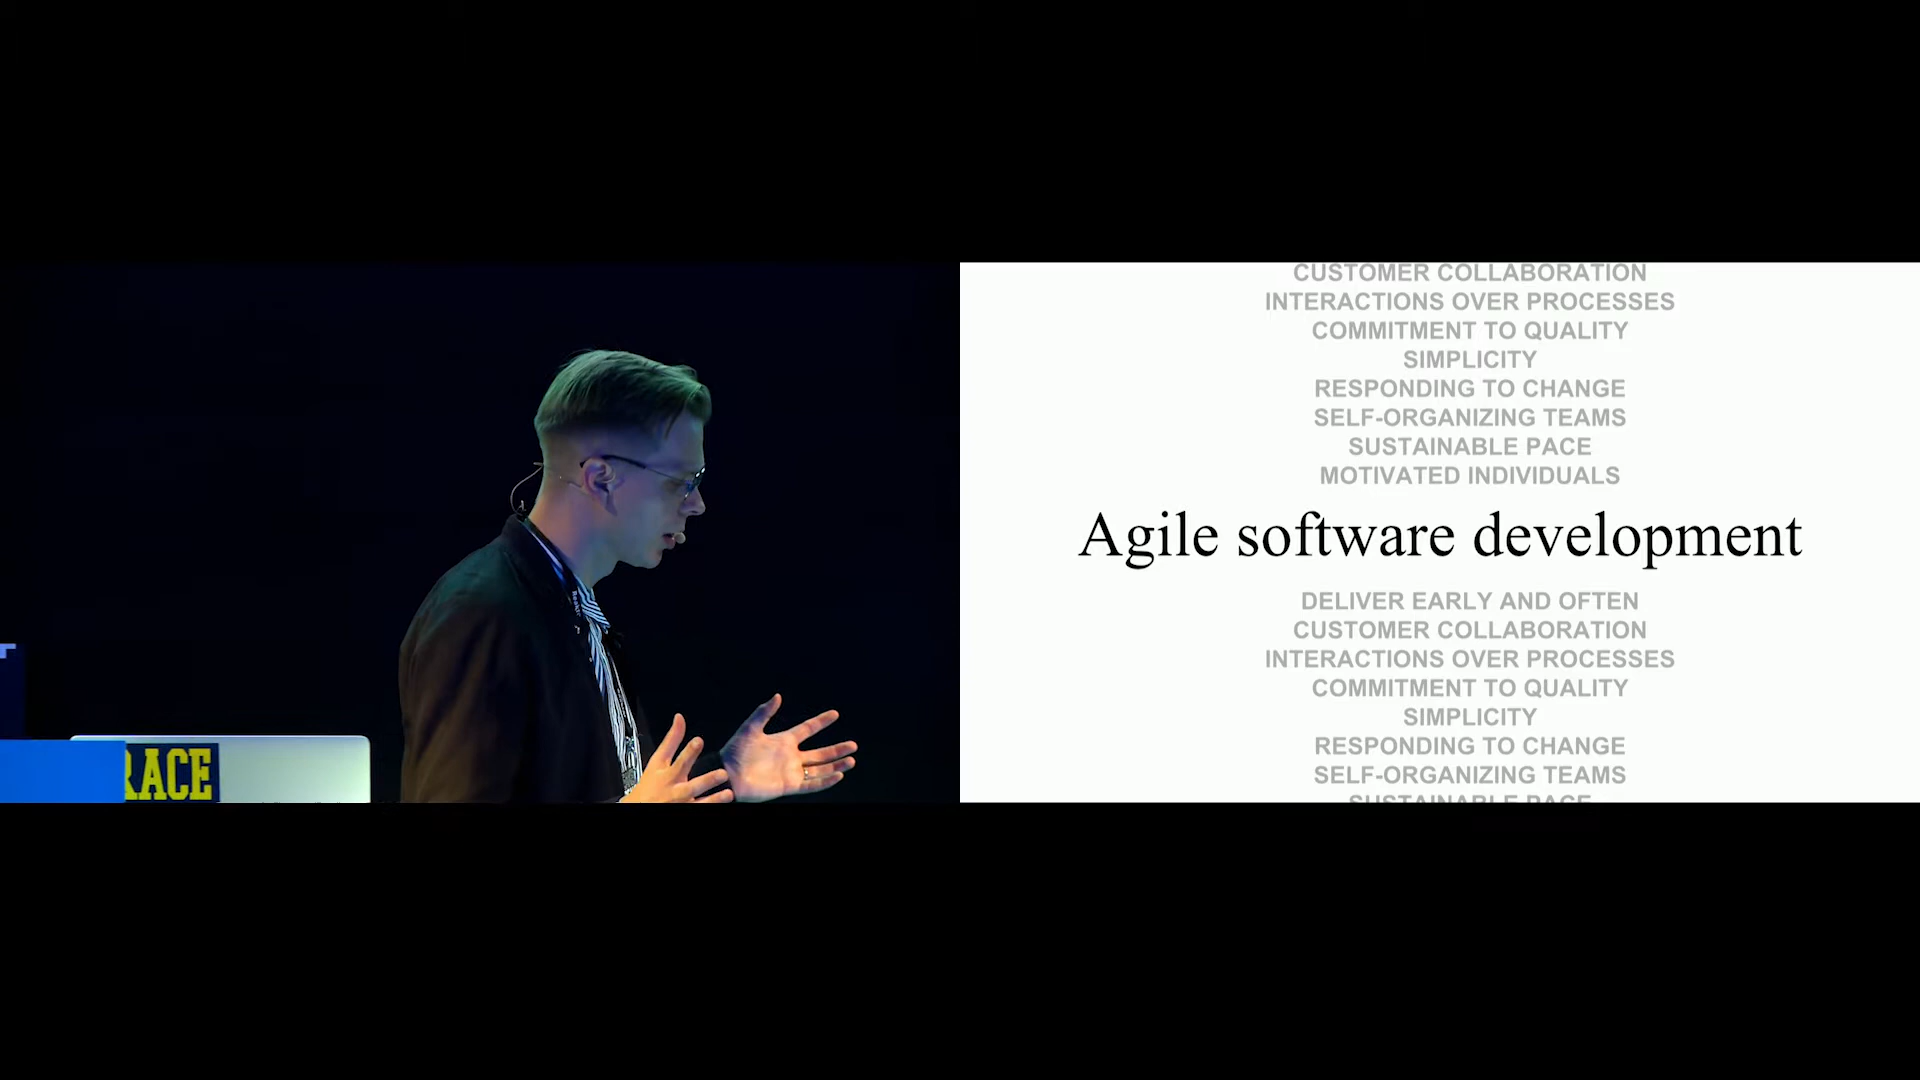 RACE
CUSTOMER COLLABORATION
INTERACTIONS OVER PROCESSES
COMMITMENT TO QUALITY
SIMPLICITY
RESPONDING TO CHANGE
SELF-ORGANIZING TEAMS
SUSTAINABLE PACE
MOTIVATED INDIVIDUALS
Agile software development
DELIVER EARLY AND OFTEN
CUSTOMER COLLABORATION
INTERACTIONS OVER PROCESSES
COMMITMENT TO QUALITY
SIMPLICITY
RESPONDING TO CHANGE
SELF-ORGANIZING TEAMS
SUSTAINABLE PACE